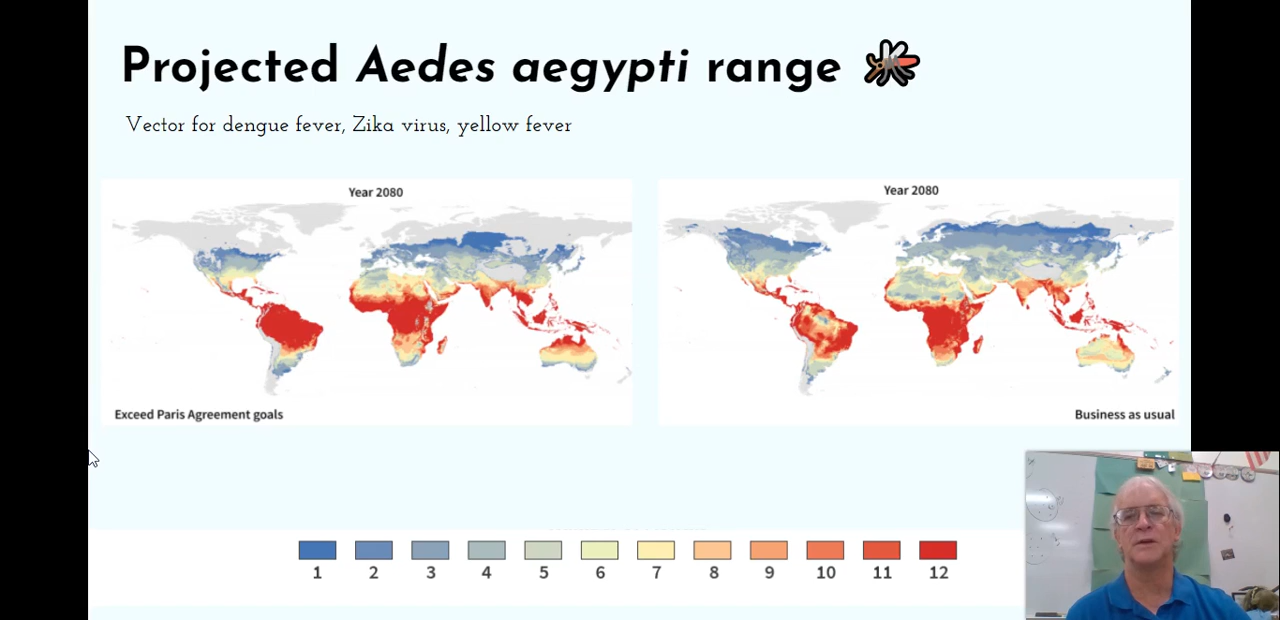 Projected Aedes aegypti range
Vector for dengue fever, Zika virus, yellow fever
Year 2080
Exceed Paris Agreement goals
Year 2080
Business as usual
1 2 3 4 5 6 7 8 9 10 11 12